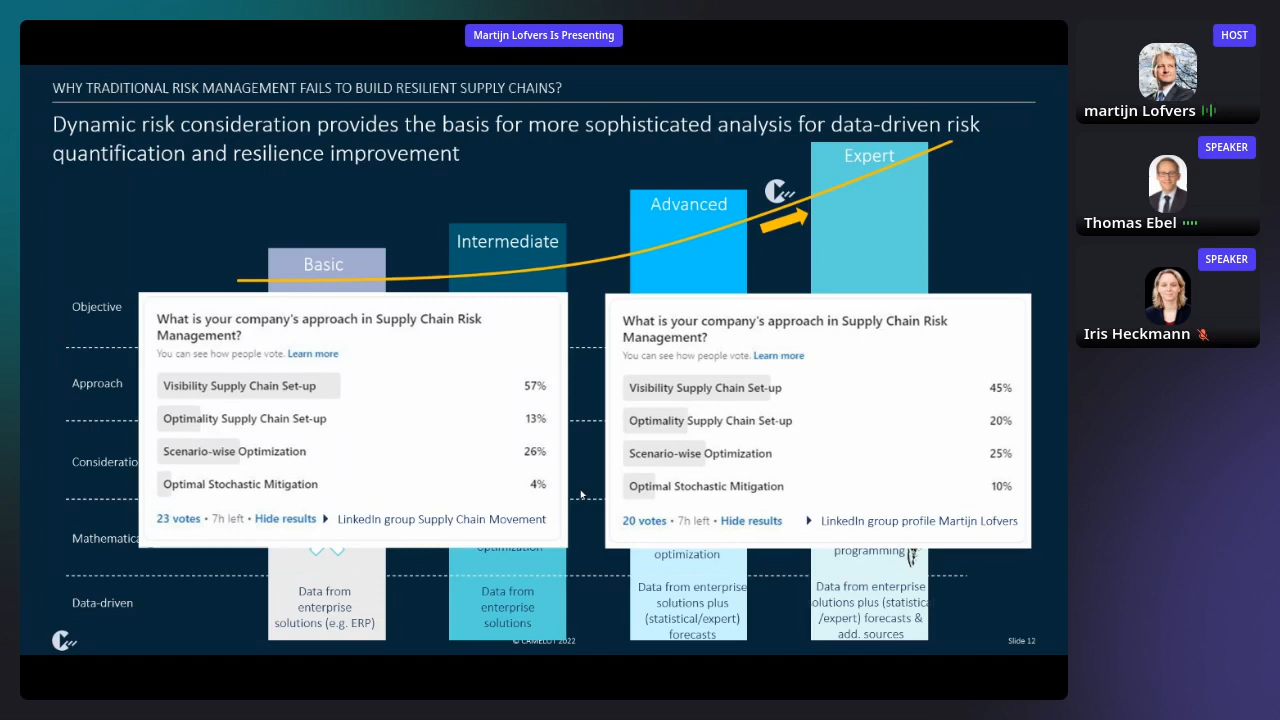 Martijn Lofvers Is Presenting
HOST
martijn Lofvers
SPEAKER
Thomas Ebel
SPEAKER
Iris Heckmann
WHY TRADITIONAL RISK MANAGEMENT FAILS TO BUILD RESILIENT SUPPLY CHAINS?
Dynamic risk consideration provides the basis for more sophisticated analysis for data-driven risk
quantification and resilience improvement
Basic
Intermediate
Advanced
Expert
Objective
Approach
Consideratio
Mathematica
Data-driven
What is your company's approach in Supply Chain Risk
Management?
You can see how people vote. Learn more
Visibility Supply Chain Set-up 57%
Optimality Supply Chain Set-up 13%
Scenario-wise Optimization 26%
Optimal Stochastic Mitigation 4%
23 votes • 7h left • Hide results LinkedIn group Supply Chain Movement
What is your company's approach in Supply Chain Risk
Management?
You can see how people vote. Learn more
Visibility Supply Chain Set-up 45%
Optimality Supply Chain Set-up 20%
Scenario-wise Optimization 25%
Optimal Stochastic Mitigation 10%
20 votes • 7h left • Hide results LinkedIn group profile Martijn Lofvers
optimization
optimization
programming
Data from
enterprise
solutions (e.g. ERP)
Data from
enterprise
solutions
Data from enterprise
solutions plus
(statistical/expert)
forecasts
Data from enterprise
olutions plus (statistica
/expert) forecasts &
add. sources
© CAMELOT 2022
Slide 12